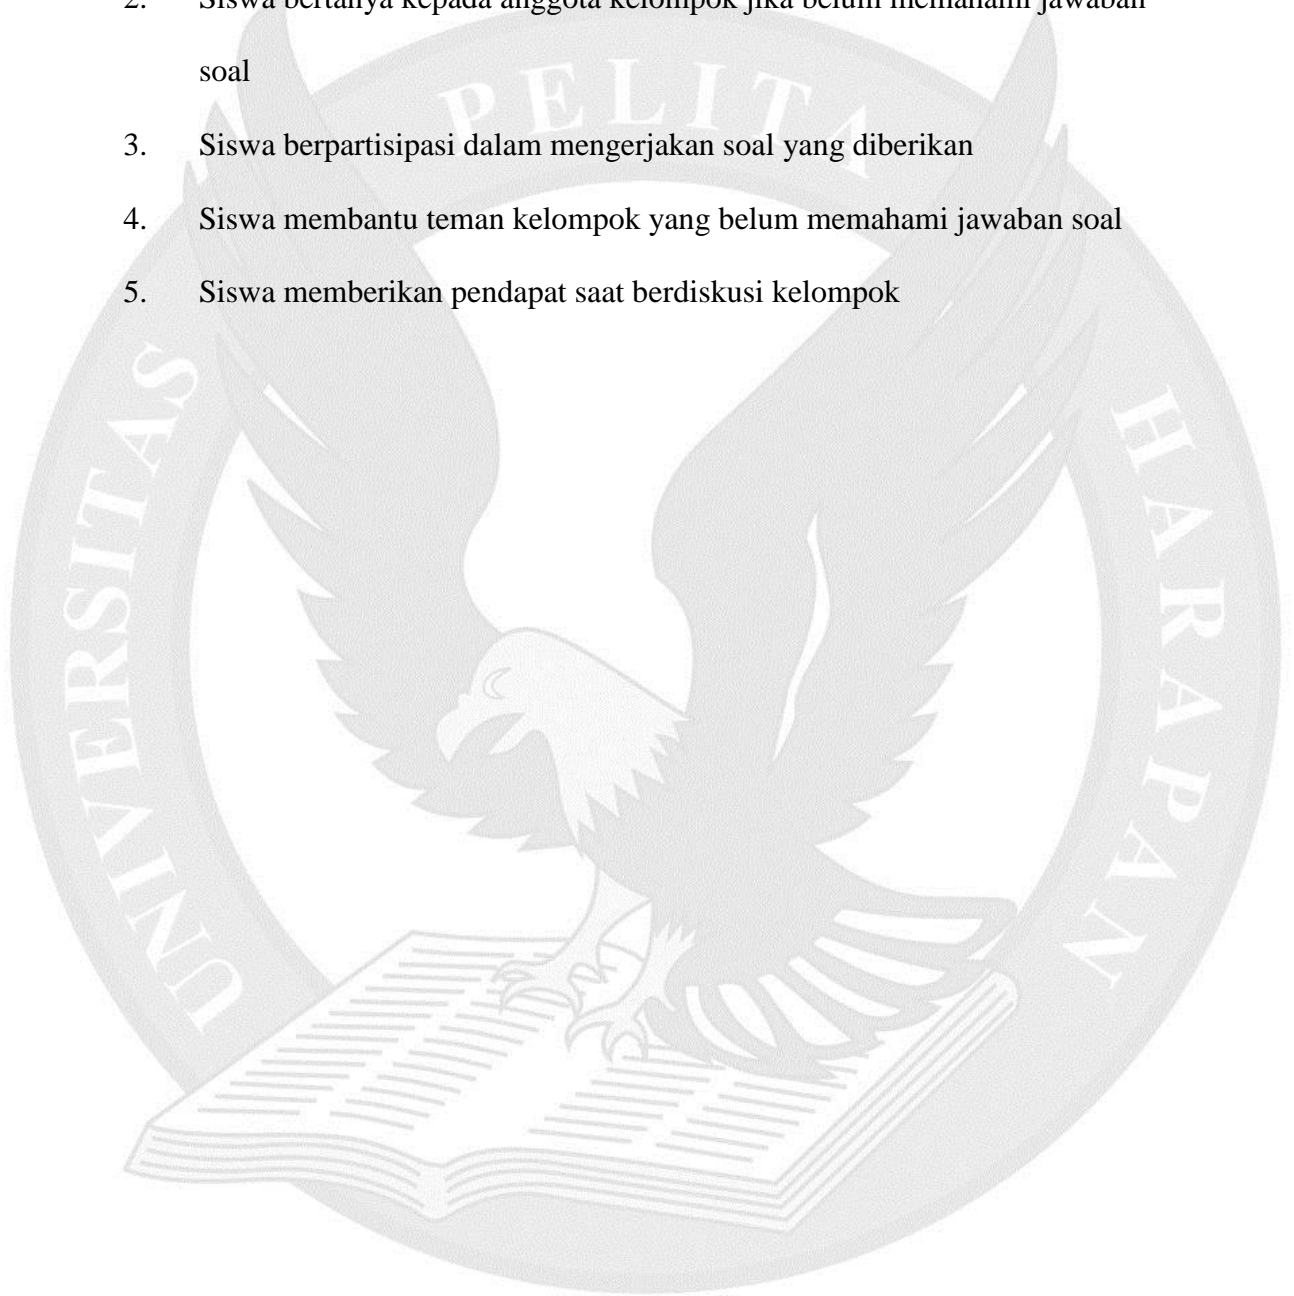 2. Siswa bertanya kepada anggota kelompok jika belum memahami jawaban
soal
3. Siswa berpartisipasi dalam mengerjakan soal yang diberikan
4. Siswa membantu teman kelompok yang belum memahami jawaban soal
5. Siswa memberikan pendapat saat berdiskusi kelompok
UNIVERSITAS PELITA HARAPAN